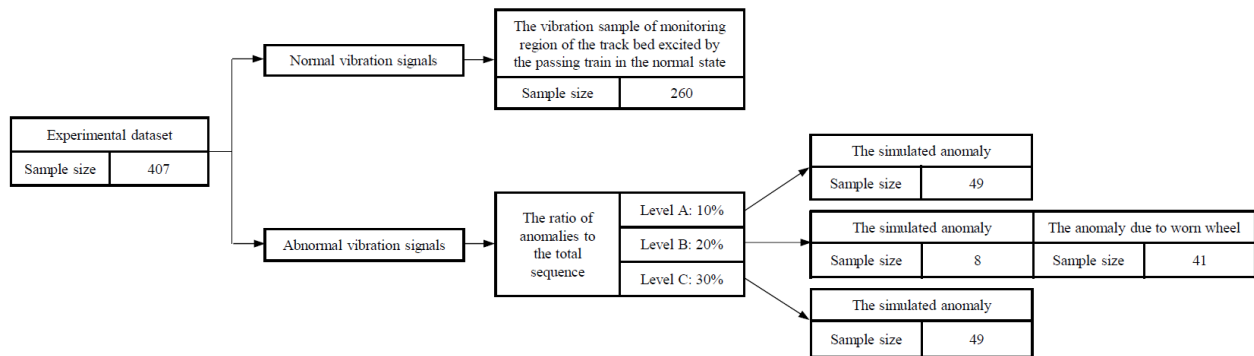 Experimental dataset
Sample size 407
Normal vibration signals
The vibration sample of monitoring
region of the track bed excited by
the passing train in the normal state
Sample size 260
Abnormal vibration signals
The ratio of
anomalies to
the total
sequence
Level A: 10%
Level B: 20%
Level C: 30%
The simulated anomaly
Sample size 49
The simulated anomaly
Sample size 8
The anomaly due to worn wheel
Sample size 41
The simulated anomaly
Sample size 49